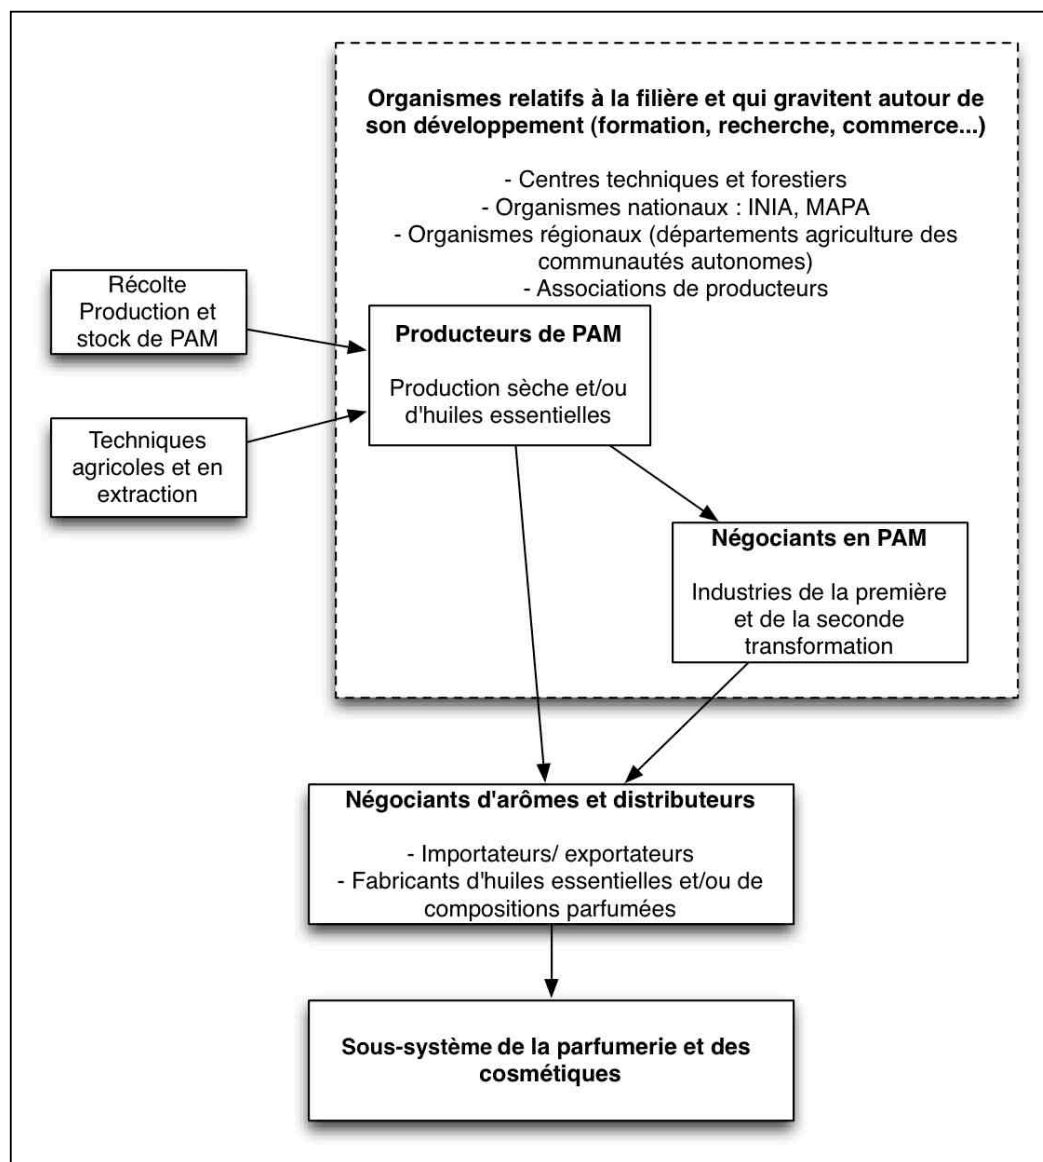 Organismes relatifs à la filière et qui gravitent autour de
son développement (formation, recherche, commerce...)
- Centres techniques et forestiers
- Organismes nationaux : INIA, MAPA
- Organismes régionaux (départements agriculture des
communautés autonomes)
- Associations de producteurs
Récolte
Production et
stock de PAM
Techniques
agricoles et en
extraction
Producteurs de PAM
Production sèche et/ou
d'huiles essentielles
Négociants en PAM
Industries de la première
et de la seconde
transformation
Négociants d'arômes et distributeurs
- Importateurs/ exportateurs
- Fabricants d'huiles essentielles et/ou de
compositions parfumées
Sous-système de la parfumerie et des
cosmétiques